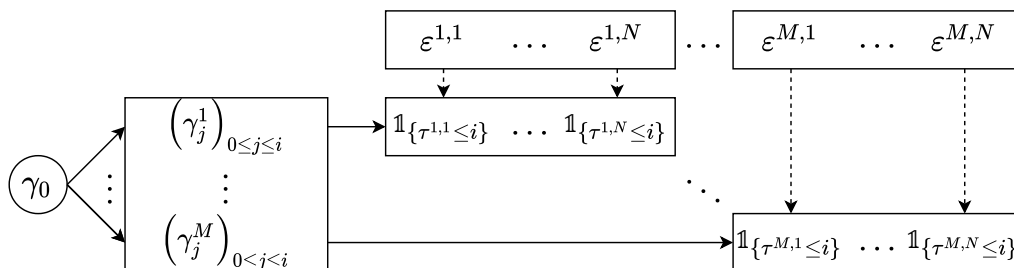 ε^{1,1} … ε^{1,N} … ε^{M,1} … ε^{M,N}
(γ_j^1)_{0≤j≤i} 𝟙_{τ^{1,1}≤i} … 𝟙_{τ^{1,N}≤i}
γ_0 ⋮ ⋮ ⋱
(γ_j^M)_{0<j<i} 𝟙_{τ^{M,1}≤i} … 𝟙_{τ^{M,N}≤i}